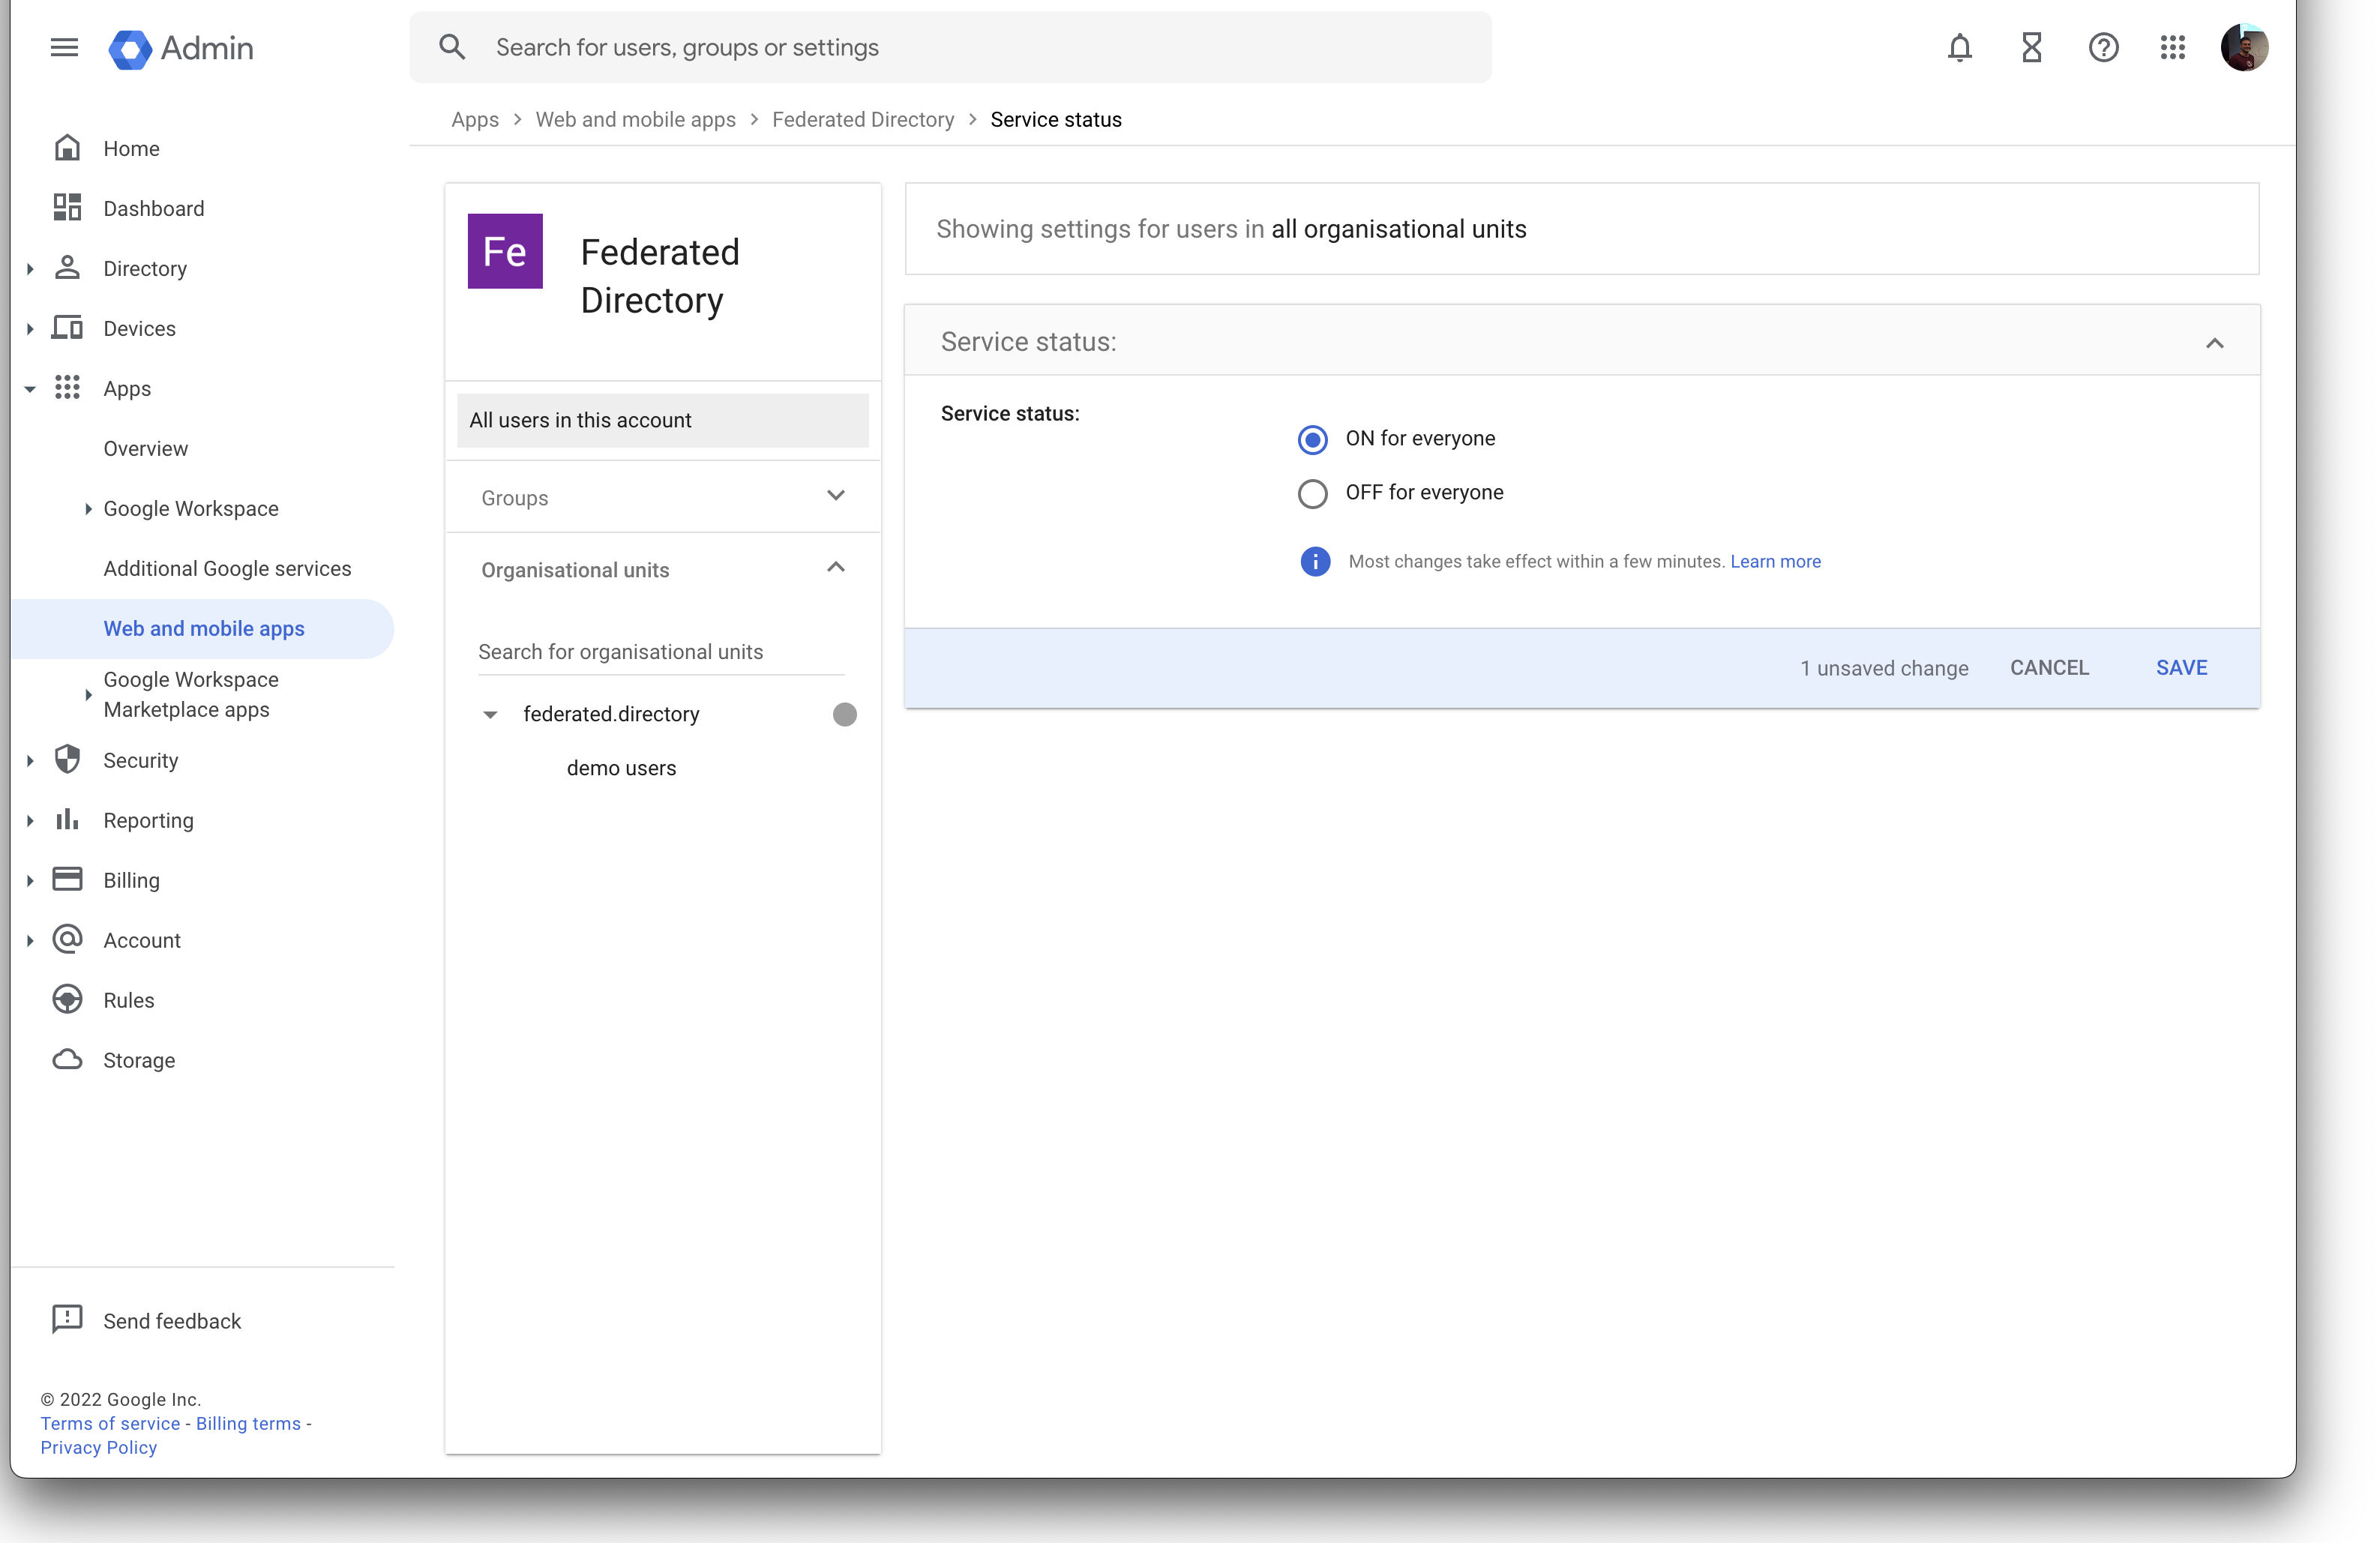 Admin
Search for users, groups or settings
Apps > Web and mobile apps > Federated Directory > Service status
Home
Dashboard
Directory
Devices
Apps
Overview
Google Workspace
Additional Google services
Web and mobile apps
Google Workspace
Marketplace apps
Security
Reporting
Billing
Account
Rules
Storage
Send feedback
© 2022 Google Inc.
Terms of service - Billing terms -
Privacy Policy
Fe
Federated
Directory
All users in this account
Groups
Organisational units
Search for organisational units
federated.directory
demo users
Showing settings for users in all organisational units
Service status:
Service status:
ON for everyone
OFF for everyone
Most changes take effect within a few minutes. Learn more
1 unsaved change CANCEL SAVE